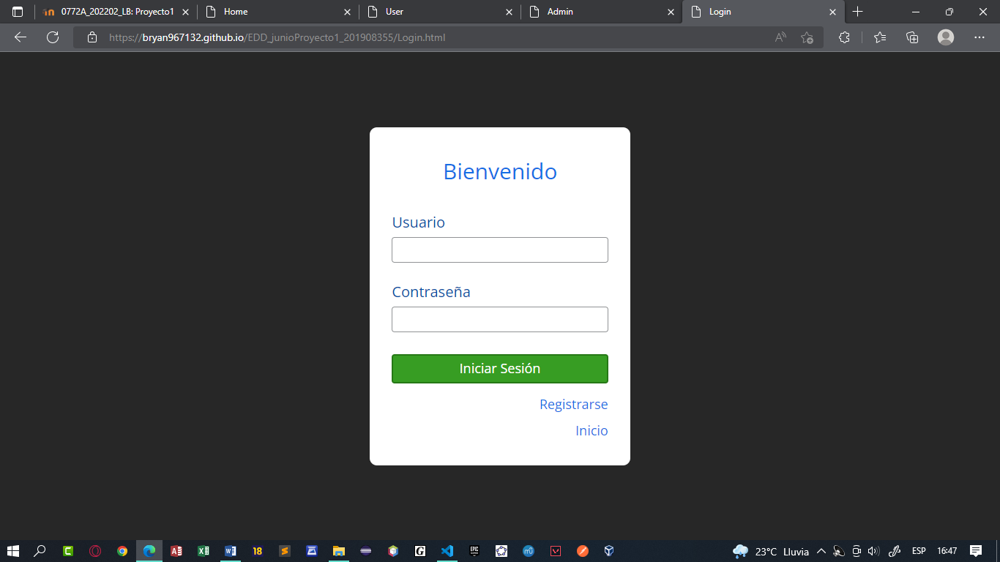 0772A_202202_LB: Proyecto1
Home
User
Admin
Login
https://bryan967132.github.io/EDD_junioProyecto1_201908355/Login.html
Bienvenido
Usuario
Contraseña
Iniciar Sesión
Registrarse
Inicio
18
EPIC
GAMES
23°C Lluvia
ESP
16:47